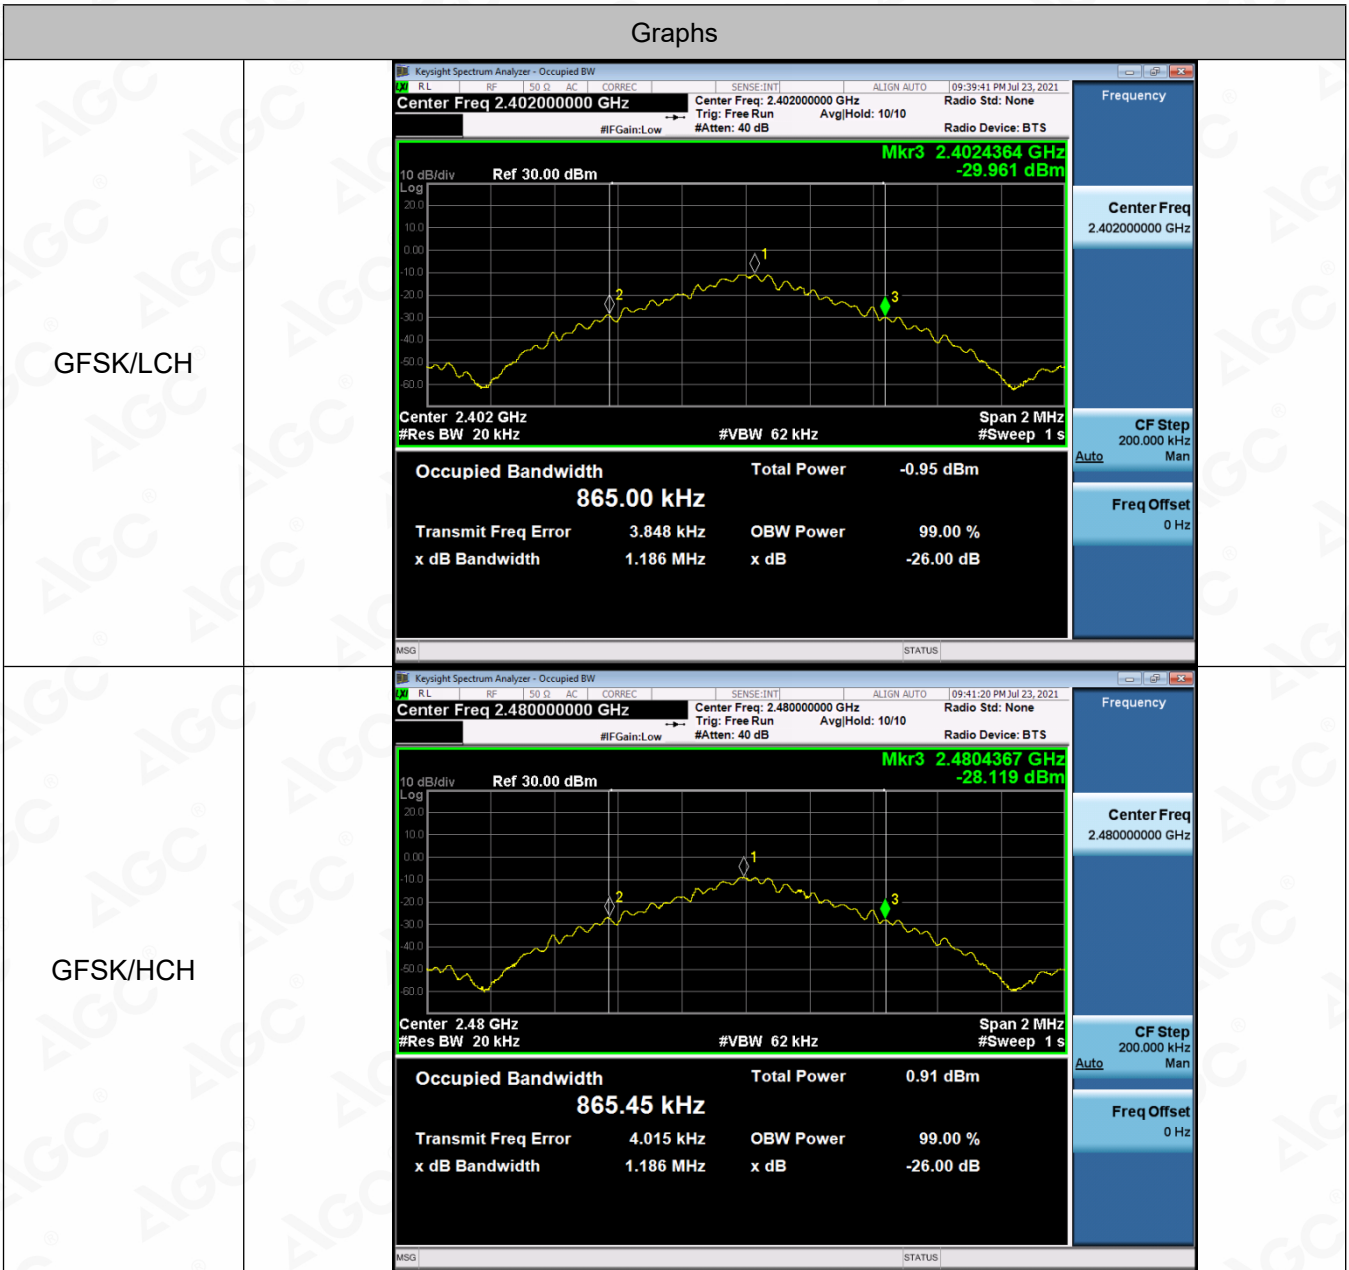 Graphs
GFSK/LCH
Keysight Spectrum Analyzer - Occupied BW
LXI RL RF 50 Ω AC CORREC SENSE:INT ALIGN AUTO 09:39:41 PM Jul 23, 2021
Center Freq 2.402000000 GHz
Center Freq: 2.402000000 GHz
Radio Std: None
Trig: Free Run Avg|Hold: 10/10
#IFGain:Low #Atten: 40 dB Radio Device: BTS
Mkr3 2.4024364 GHz
-29.961 dBm
10 dB/div Ref 30.00 dBm
Log
20.0
10.0
0.00
-10.0
-20.0
-30.0
-40.0
-50.0
-60.0
1
2
3
Center 2.402 GHz Span 2 MHz
#Res BW 20 kHz #VBW 62 kHz #Sweep 1 s
Occupied Bandwidth Total Power -0.95 dBm
865.00 kHz
Transmit Freq Error 3.848 kHz OBW Power 99.00 %
x dB Bandwidth 1.186 MHz x dB -26.00 dB
MSG STATUS
Frequency
Center Freq
2.402000000 GHz
CF Step
200.000 kHz
Auto Man
Freq Offset
0 Hz
GFSK/HCH
Keysight Spectrum Analyzer - Occupied BW
LXI RL RF 50 Ω AC CORREC SENSE:INT ALIGN AUTO 09:41:20 PM Jul 23, 2021
Center Freq 2.480000000 GHz
Center Freq: 2.480000000 GHz
Radio Std: None
Trig: Free Run Avg|Hold: 10/10
#IFGain:Low #Atten: 40 dB Radio Device: BTS
Mkr3 2.4804367 GHz
-28.119 dBm
10 dB/div Ref 30.00 dBm
Log
20.0
10.0
0.00
-10.0
-20.0
-30.0
-40.0
-50.0
-60.0
1
2
3
Center 2.48 GHz Span 2 MHz
#Res BW 20 kHz #VBW 62 kHz #Sweep 1 s
Occupied Bandwidth Total Power 0.91 dBm
865.45 kHz
Transmit Freq Error 4.015 kHz OBW Power 99.00 %
x dB Bandwidth 1.186 MHz x dB -26.00 dB
MSG STATUS
Frequency
Center Freq
2.480000000 GHz
CF Step
200.000 kHz
Auto Man
Freq Offset
0 Hz